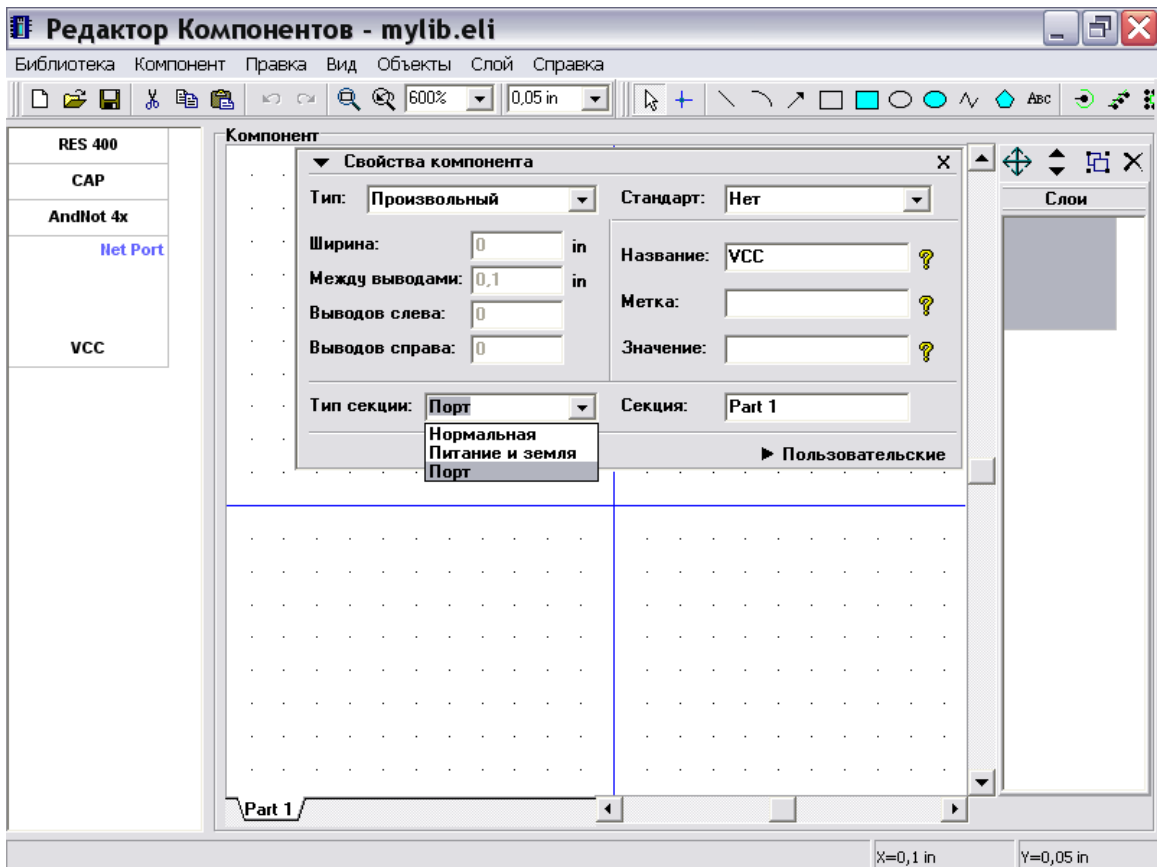 Редактор Компонентов - mylib.eli
Библиотека Компонент Правка Вид Объекты Слой Справка
600% 0,05 in ABC
RES 400
CAP
AndNot 4x
Net Port
VCC
Компонент
Свойства компонента X
Тип: Произвольный Стандарт: Нет
Ширина: 0 in
Между выводами: 0,1 in
Выводов слева: 0
Выводов справа: 0
Название: VCC
Метка:
Значение:
Тип секции: Порт Секция: Part 1
Нормальная
Питание и земля
Порт
Пользовательские
Слои
Part 1
X=0,1 in Y=0,05 in